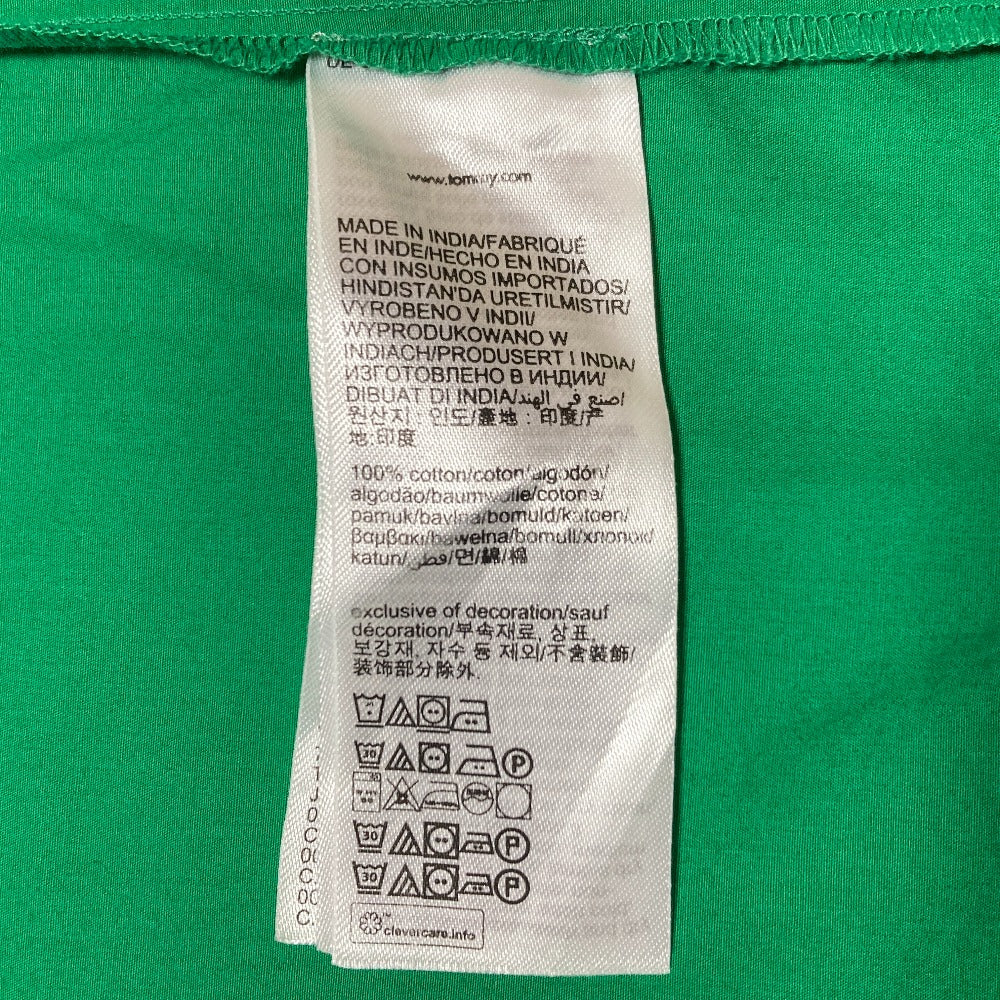 www.tommy.com
MADE IN INDIA/FABRIQUÉ
EN INDE/HECHO EN INDIA
CON INSUMOS IMPORTADOS/
HINDISTAN'DA URETILMISTIR/
VYROBENO V INDII/
WYPRODUKOWANO W
INDIACH/PRODUSERT I INDIA/
ИЗГОТОВЛЕНО В ИНДИИ/
DIBUAT DI INDIA/اصنع في الهند
원산지 : 인도/產地 : 印度/产
地:印度
100% cotton/coton/algodón/
algodão/baumwolle/cotone/
pamuk/bavlna/bomuld/katoen/
βαμβακι/bawełna/bomull/хлопок/
katun/قطن/면/綿/棉
exclusive of decoration/sauf
décoration/부속재료, 상표,
보강재, 자수 등 제외/不含裝飾/
装饰部分除外.
30 P
30 P
30 P
clevercare.info